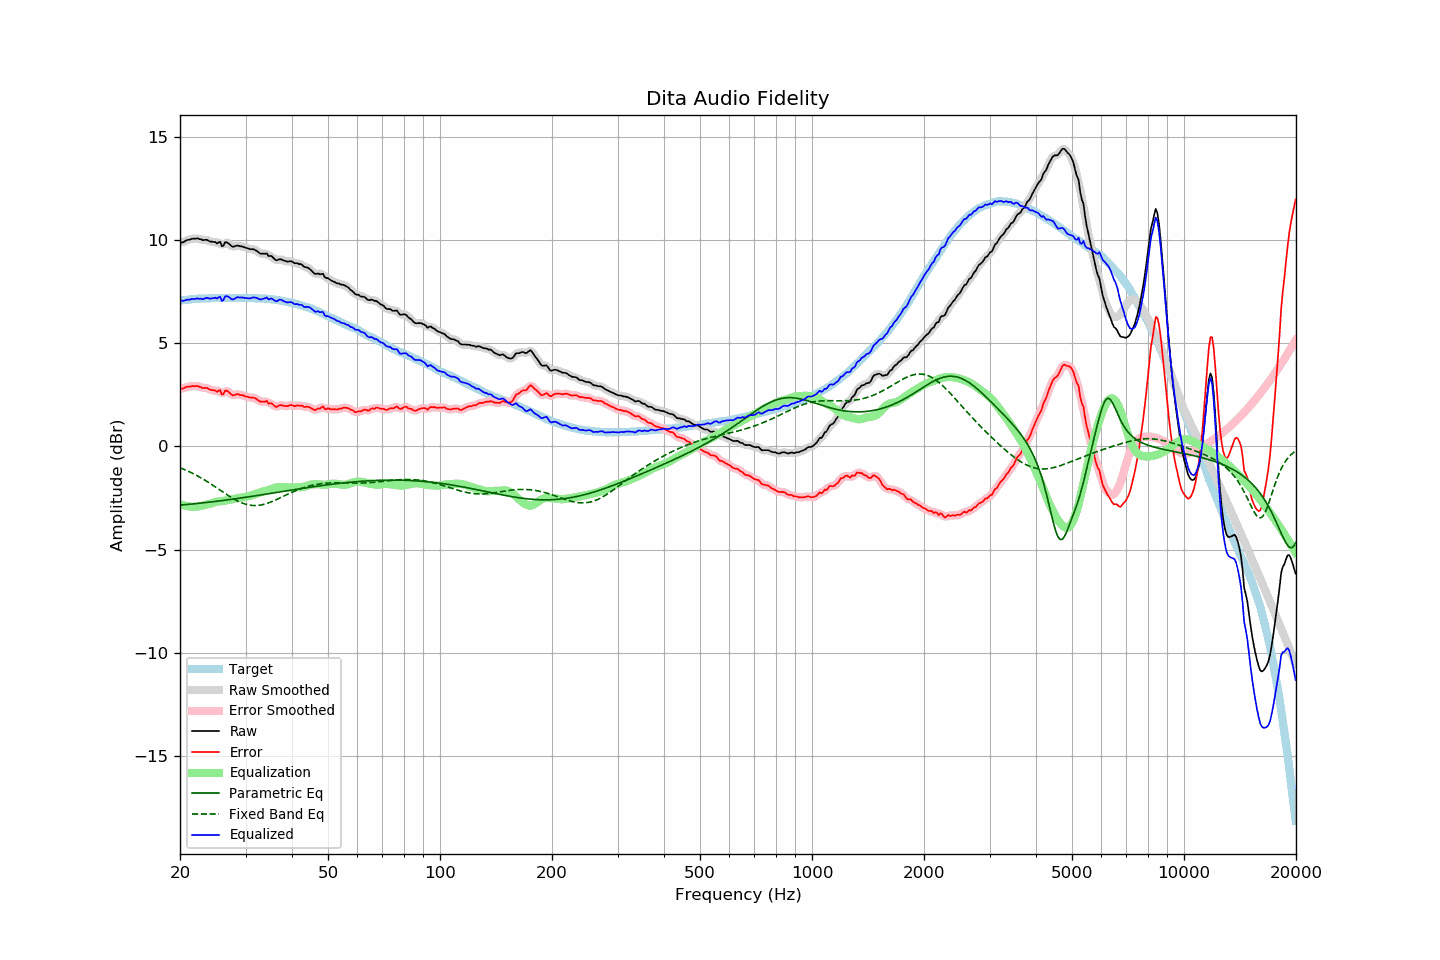 Dita Audio Fidelity
Amplitude (dBr)
15
10
5
0
−5
−10
−15
Target
Raw Smoothed
Error Smoothed
Raw
Error
Equalization
Parametric Eq
Fixed Band Eq
Equalized
20 50 100 200 500 1000 2000 5000 10000 20000
Frequency (Hz)